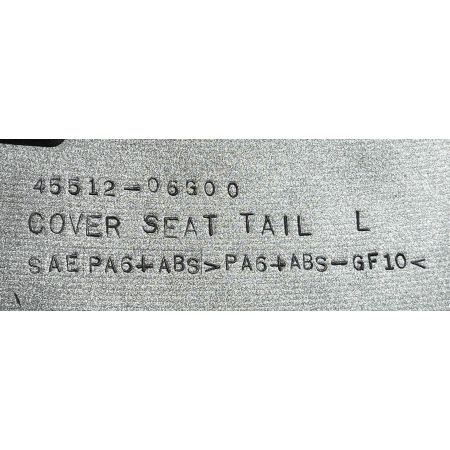 45512-06G00
COVER SEAT TAIL L
SAE PA6+ABS>PA6+ABS-GF10<